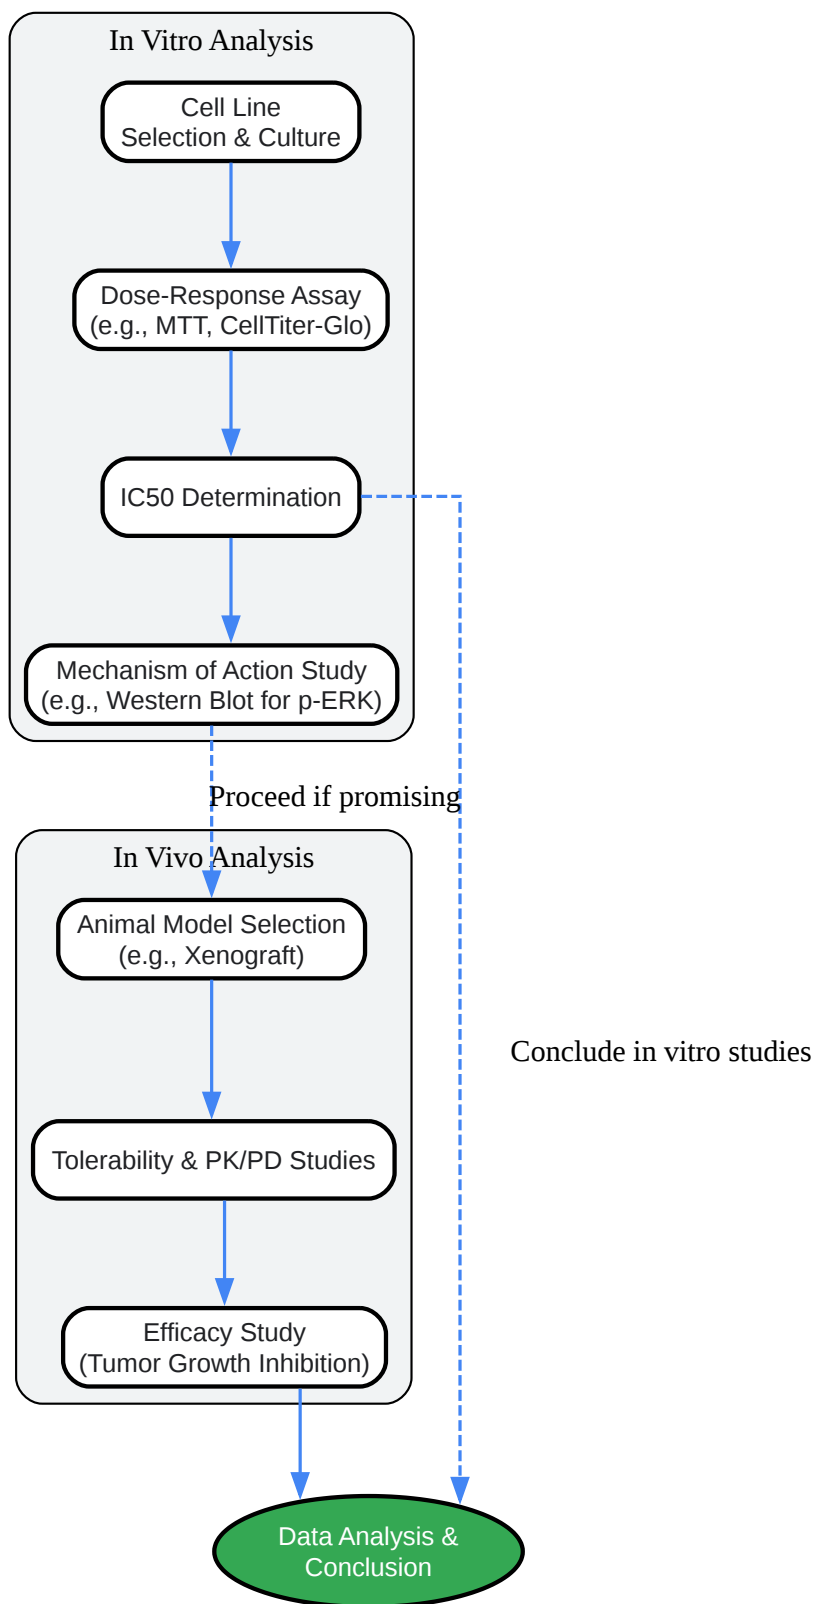 In Vitro Analysis
Cell Line
Selection & Culture
Dose-Response Assay
(e.g., MTT, CellTiter-Glo)
IC50 Determination
Mechanism of Action Study
(e.g., Western Blot for p-ERK)
Proceed if promising
In Vivo Analysis
Animal Model Selection
(e.g., Xenograft)
Conclude in vitro studies
Tolerability & PK/PD Studies
Efficacy Study
(Tumor Growth Inhibition)
Data Analysis &
Conclusion